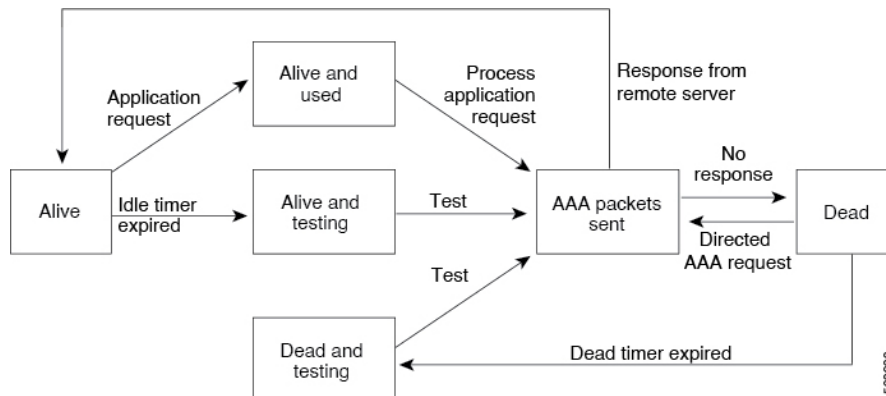 Alive and
used
Process
application
request
Response from
remote server
Application
request
No
response
Alive
Idle timer
expired
Alive and
testing
Test
AAA packets
sent
Dead
Directed
AAA request
Test
Dead and
testing
Dead timer expired